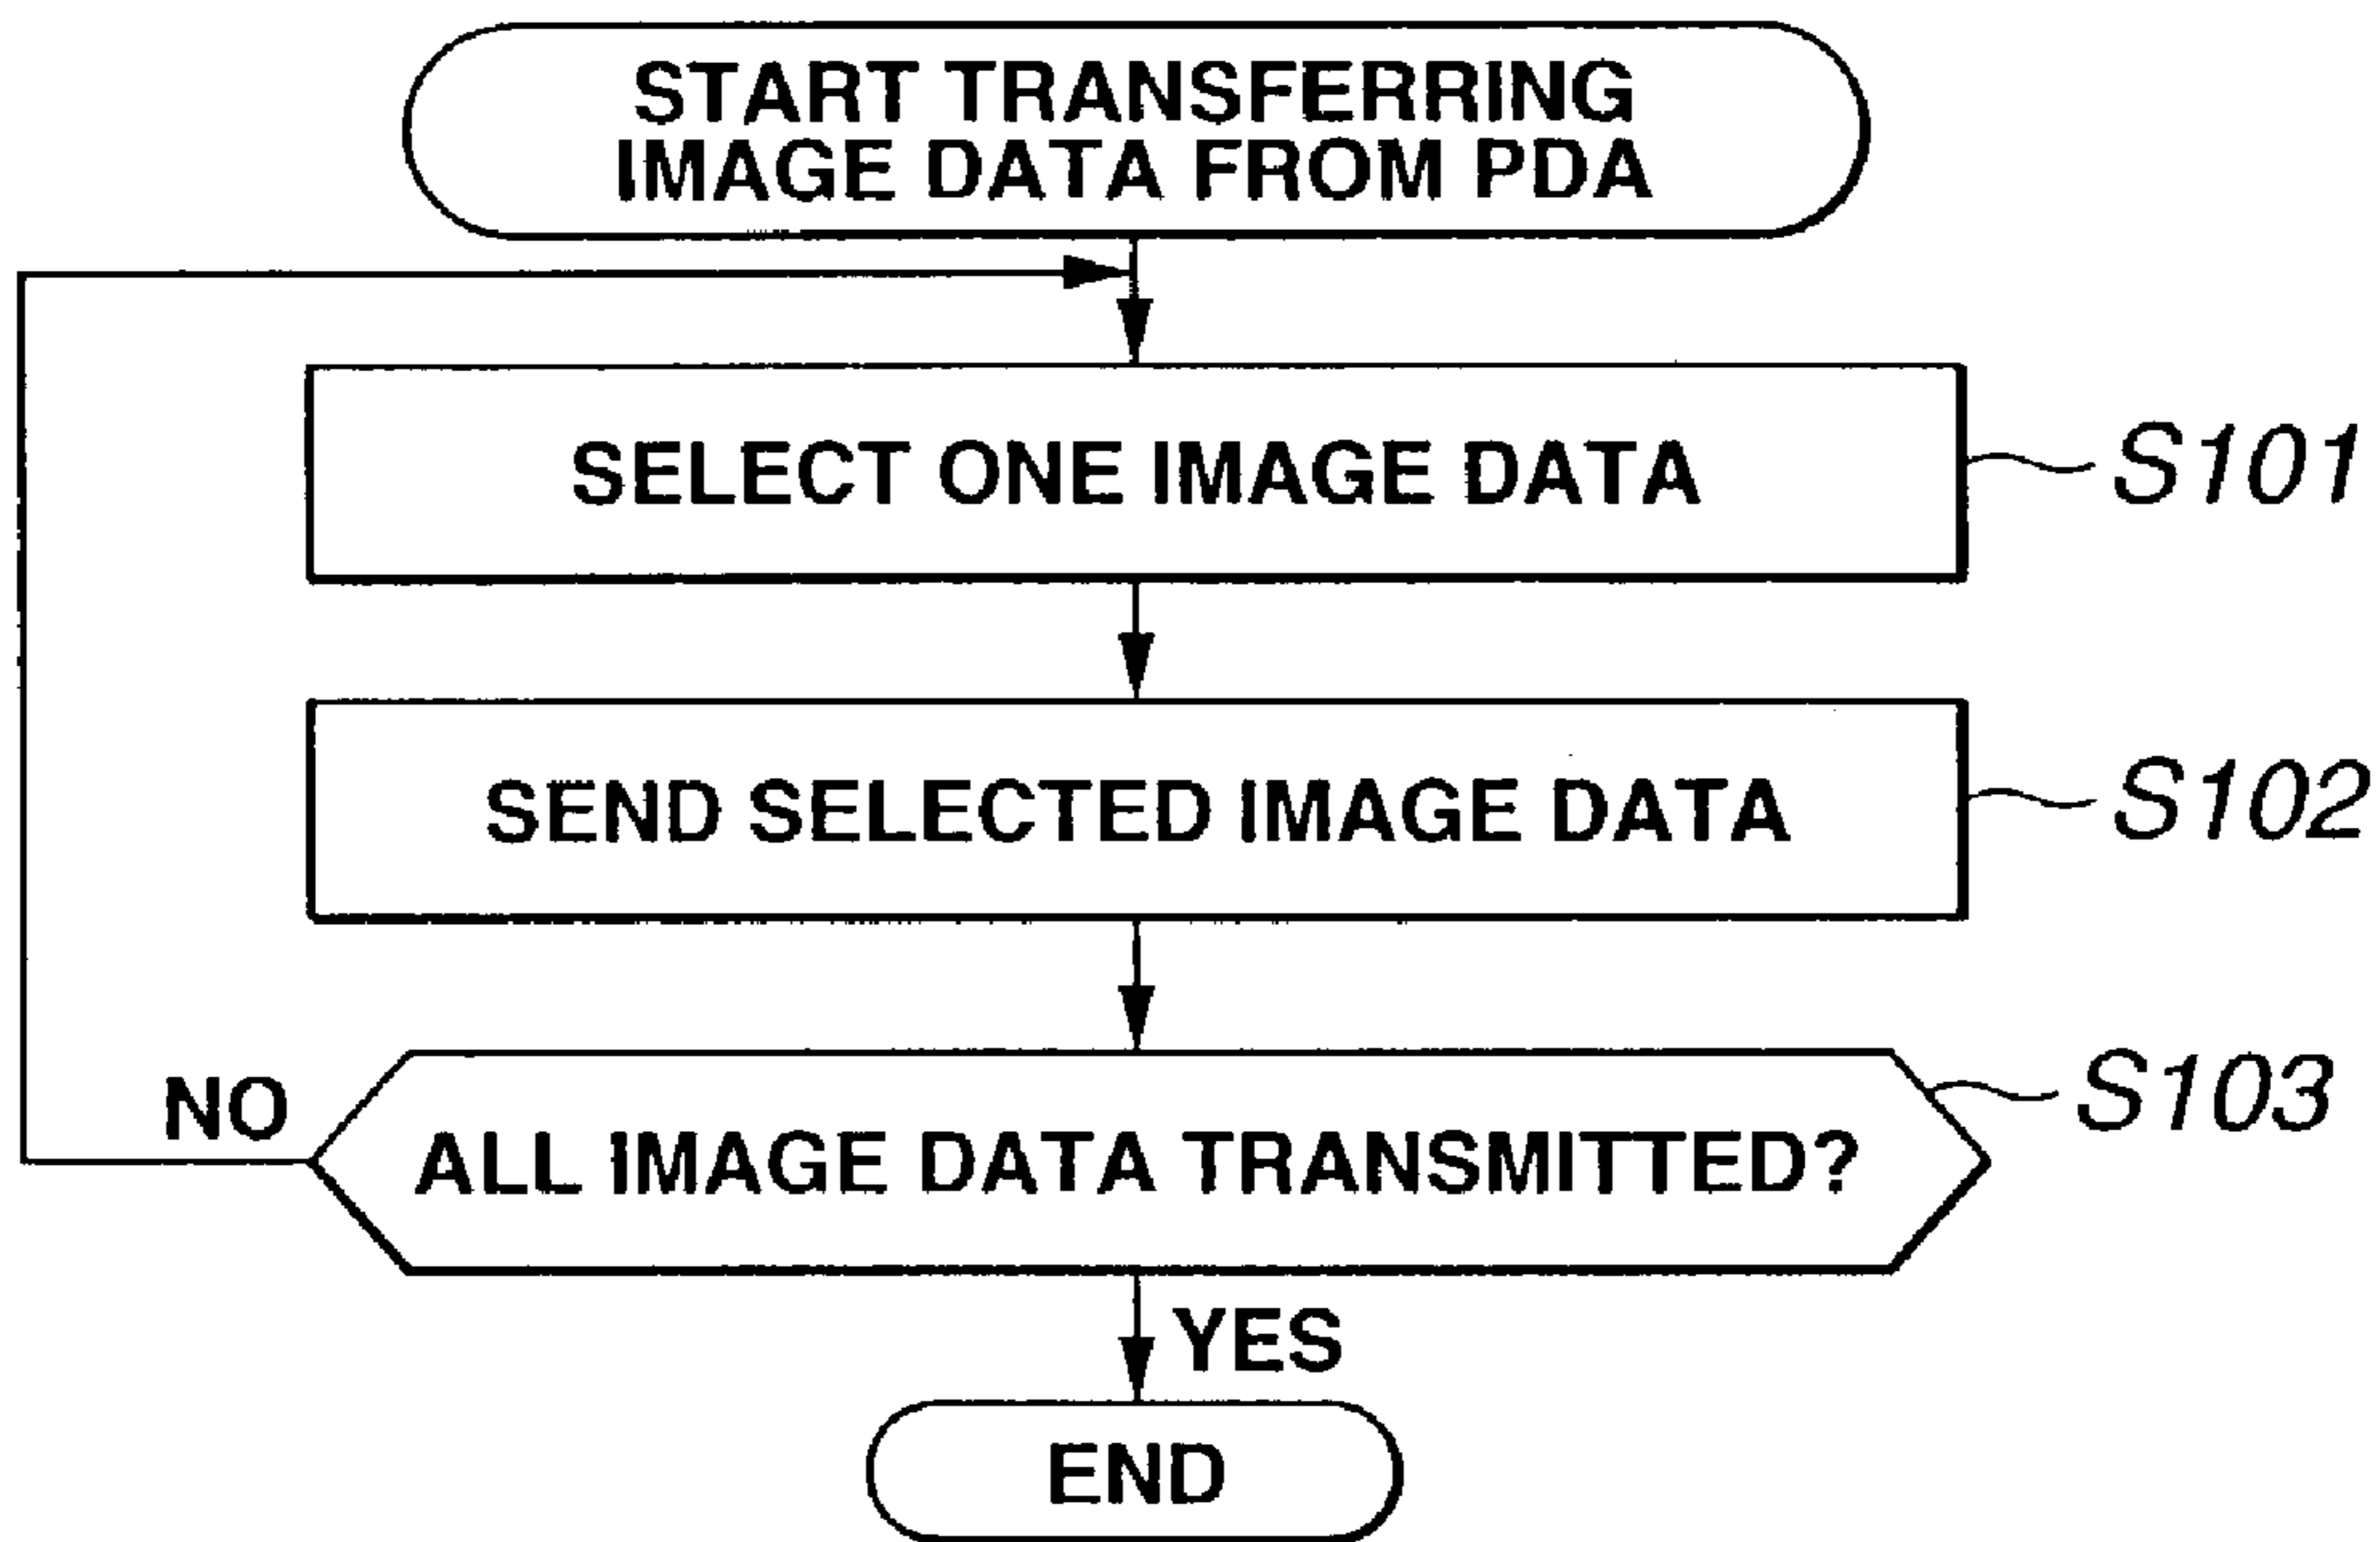 START TRANSFERRING
IMAGE DATA FROM PDA
SELECT ONE IMAGE DATA
S101
SEND SELECTED IMAGE DATA
S102
NO
ALL IMAGE DATA TRANSMITTED?
S103
YES
END